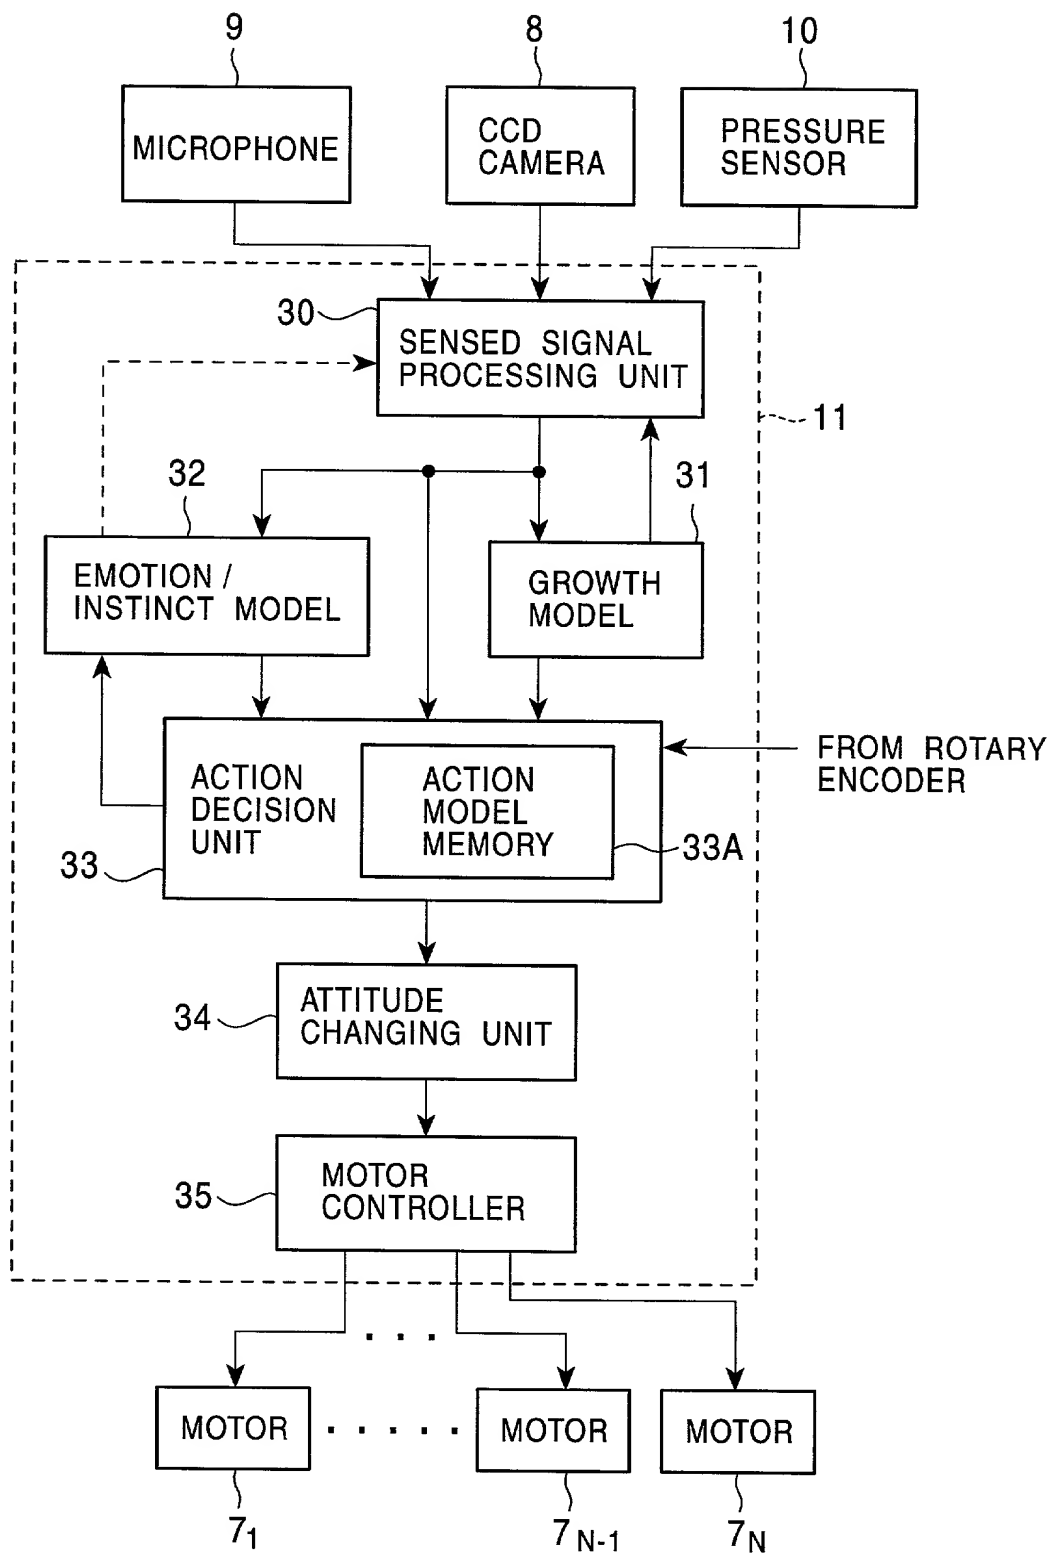 9
8
10
MICROPHONE
CCD
CAMERA
PRESSURE
SENSOR
30
SENSED SIGNAL
PROCESSING UNIT
11
32
31
EMOTION /
INSTINCT MODEL
GROWTH
MODEL
FROM ROTARY
ENCODER
ACTION
DECISION
UNIT
ACTION
MODEL
MEMORY
33
33A
34
ATTITUDE
CHANGING UNIT
35
MOTOR
CONTROLLER
. . .
MOTOR
. . . . .
MOTOR
MOTOR
7₁
7N-1
7N